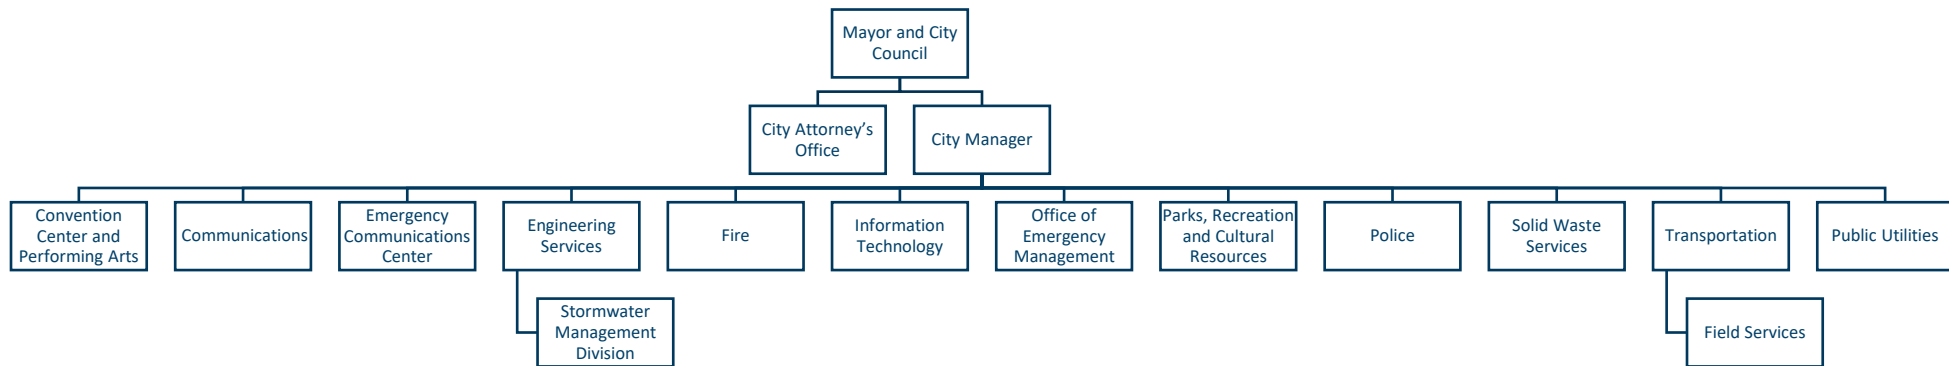 Mayor and City
Council
City Attorney’s
Office
City Manager
Convention
Center and
Performing Arts
Communications
Emergency
Communications
Center
Engineering
Services
Fire
Information
Technology
Office of
Emergency
Management
Parks, Recreation
and Cultural
Resources
Police
Solid Waste
Services
Transportation
Public Utilities
Stormwater
Management
Division
Field Services